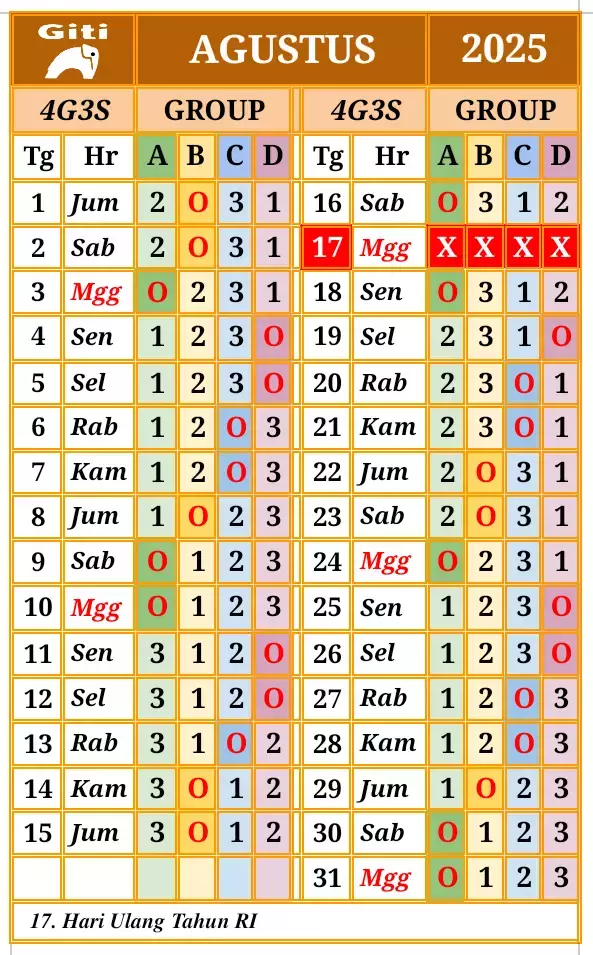 Giti AGUSTUS 2025
4G3S GROUP 4G3S GROUP
Tg Hr A B C D Tg Hr A B C D
1 Jum 2 O 3 1 16 Sab O 3 1 2
2 Sab 2 O 3 1 17 Mgg X X X X
3 Mgg O 2 3 1 18 Sen O 3 1 2
4 Sen 1 2 3 O 19 Sel 2 3 1 O
5 Sel 1 2 3 O 20 Rab 2 3 O 1
6 Rab 1 2 O 3 21 Kam 2 3 O 1
7 Kam 1 2 O 3 22 Jum 2 O 3 1
8 Jum 1 O 2 3 23 Sab 2 O 3 1
9 Sab O 1 2 3 24 Mgg O 2 3 1
10 Mgg O 1 2 3 25 Sen 1 2 3 O
11 Sen 3 1 2 O 26 Sel 1 2 3 O
12 Sel 3 1 2 O 27 Rab 1 2 O 3
13 Rab 3 1 O 2 28 Kam 1 2 O 3
14 Kam 3 O 1 2 29 Jum 1 O 2 3
15 Jum 3 O 1 2 30 Sab O 1 2 3
31 Mgg O 1 2 3
17. Hari Ulang Tahun RI